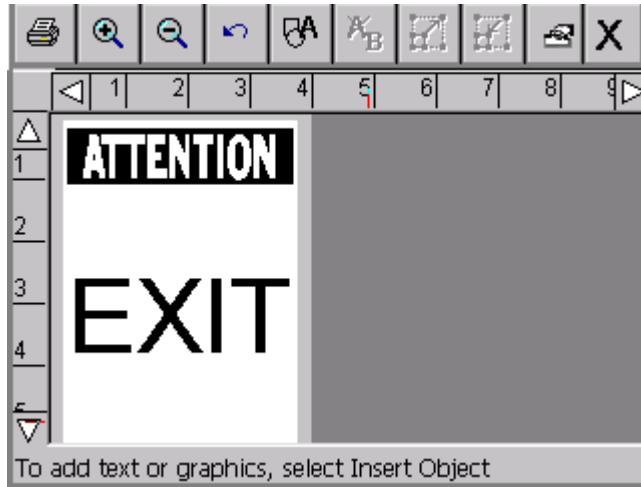 A
A/B
1 2 3 4 5 6 7 8 9
1
2
3
4
5
ATTENTION
EXIT
To add text or graphics, select Insert Object